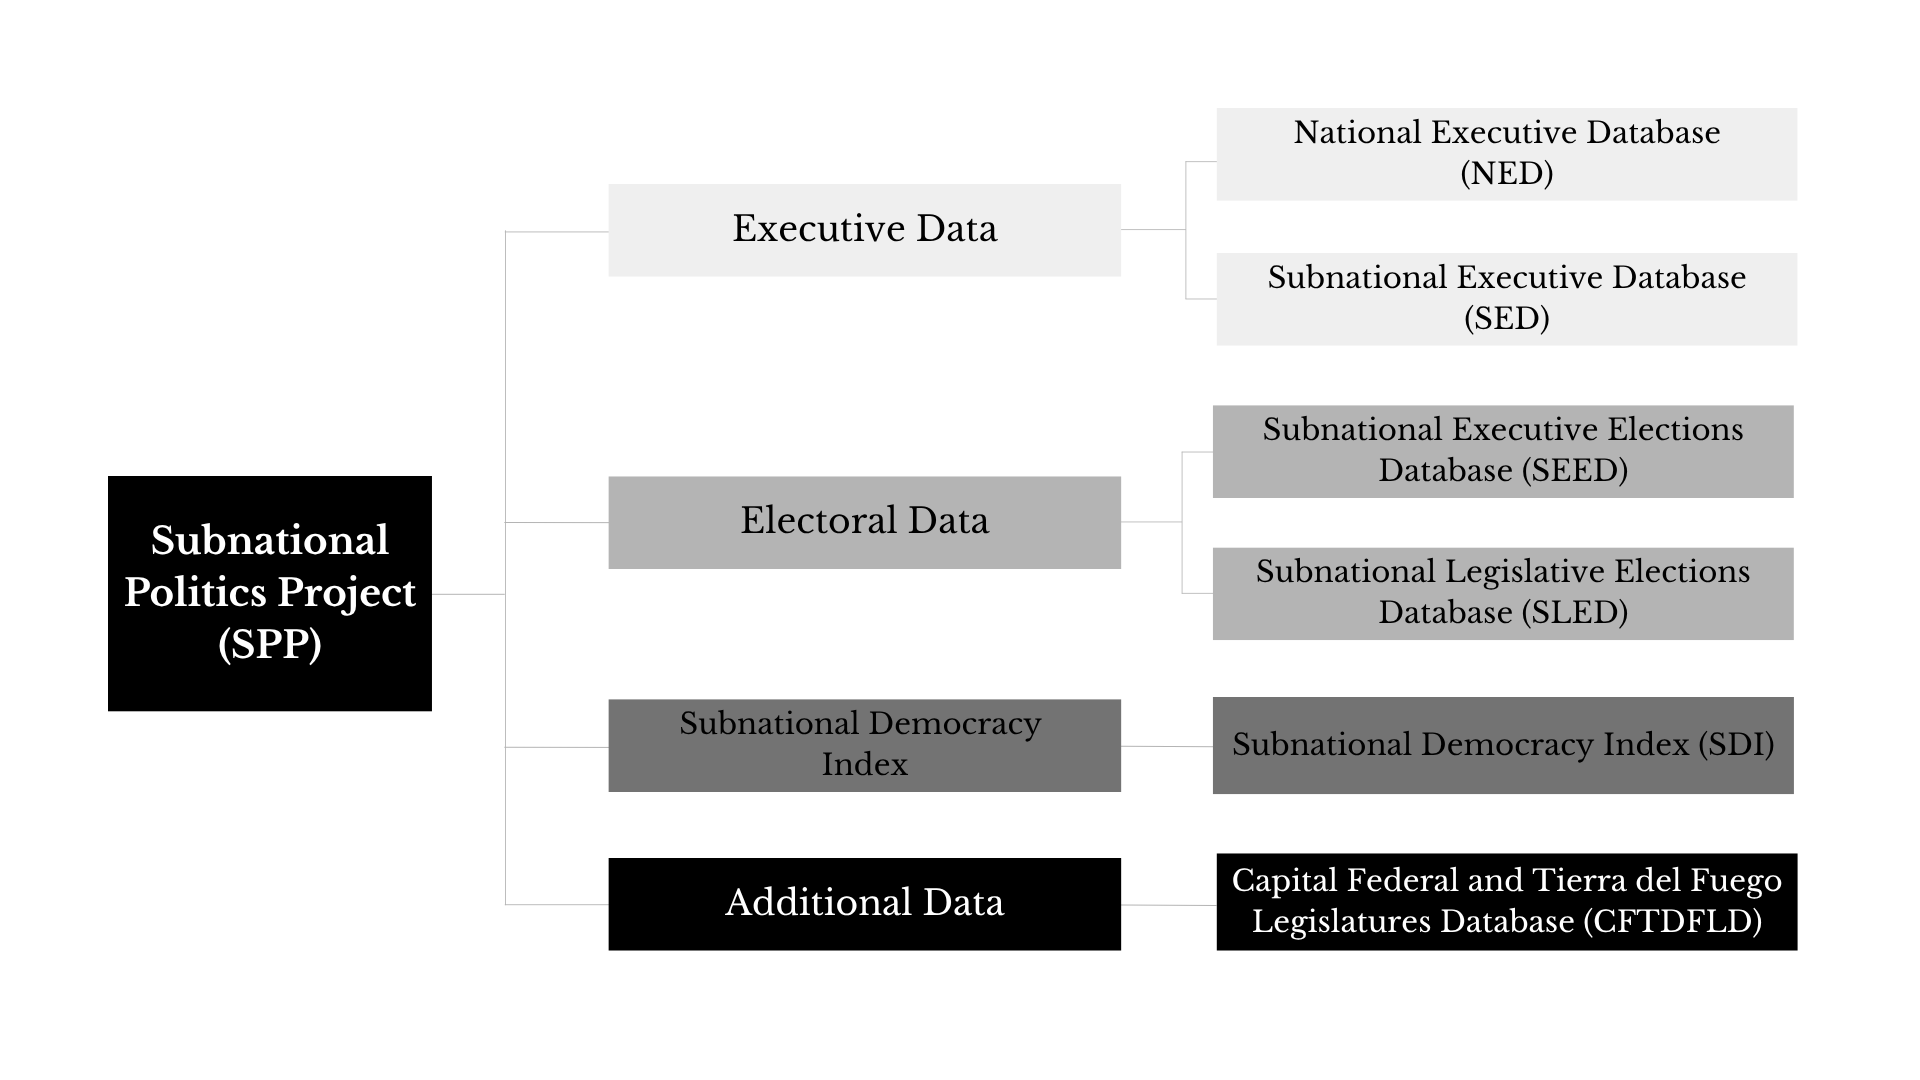 Subnational
Politics Project
(SPP)
Executive Data
National Executive Database
(NED)
Subnational Executive Database
(SED)
Electoral Data
Subnational Executive Elections
Database (SEED)
Subnational Legislative Elections
Database (SLED)
Subnational Democracy
Index
Subnational Democracy Index (SDI)
Additional Data
Capital Federal and Tierra del Fuego
Legislatures Database (CFTDFLD)